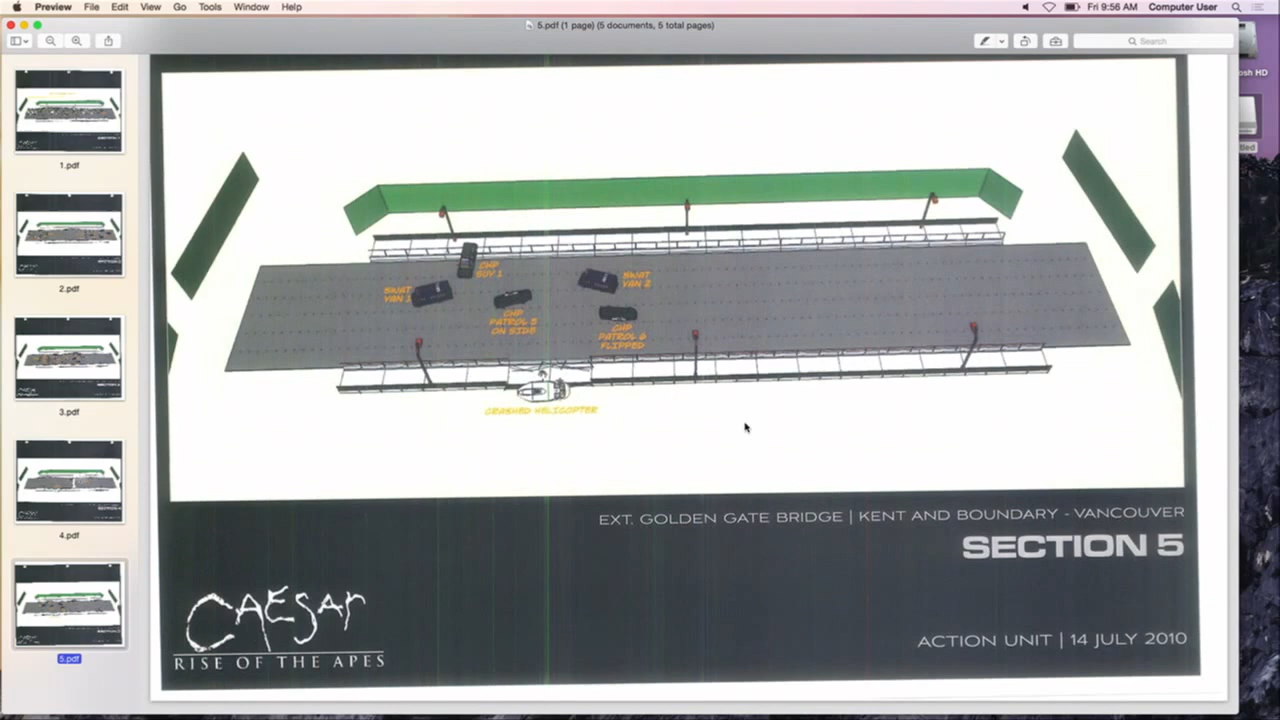 Preview File Edit View Go Tools Window Help
Fri 9:56 AM Computer User
5.pdf (1 page) (5 documents, 5 total pages)
Search
1.pdf
2.pdf
3.pdf
4.pdf
5.pdf
CHP
SUV 1
SWAT
VAN 1
SWAT
VAN 2
CHP
PATROL 5
ON SIDE
CHP
PATROL 6
FLIPPED
CRASHED HELICOPTER
EXT. GOLDEN GATE BRIDGE | KENT AND BOUNDARY - VANCOUVER
SECTION 5
CAESAR
RISE OF THE APES
ACTION UNIT | 14 JULY 2010
osh HD
tled